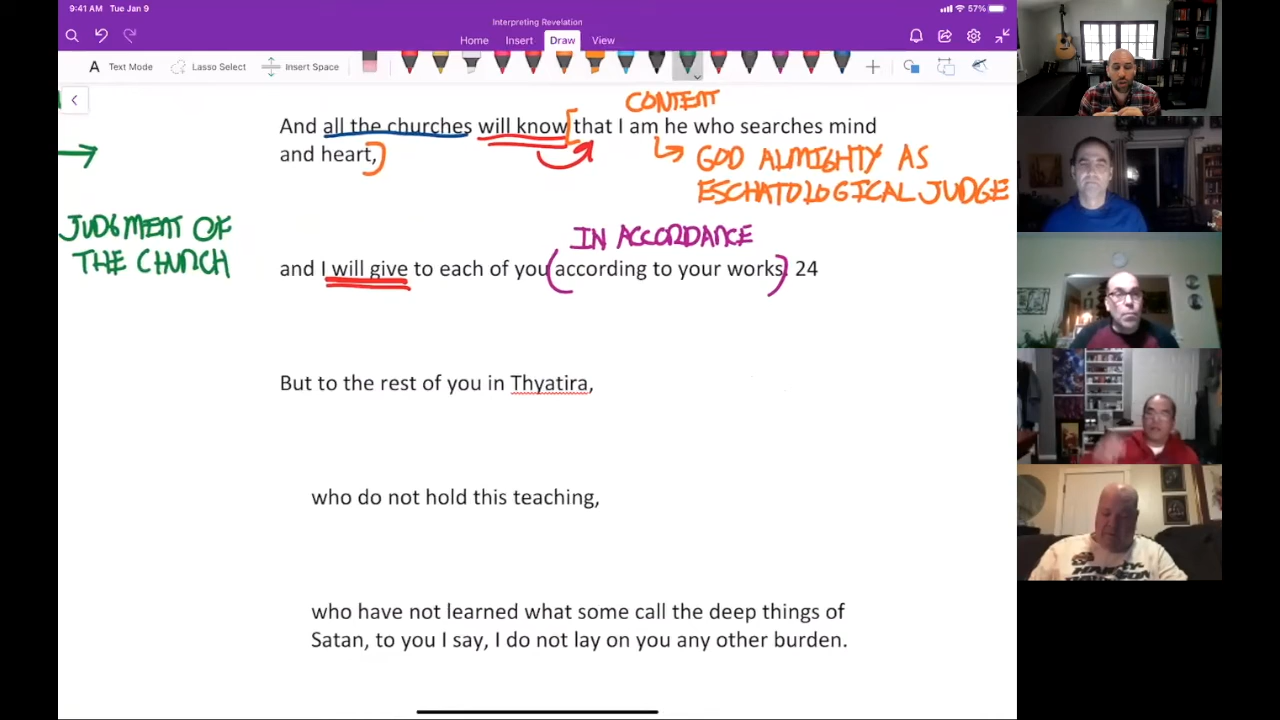 9:41 AM Tue Jan 9
57%
Interpreting Revelation
Home Insert Draw View
A Text Mode Lasso Select Insert Space
CONTENT
And all the churches will know [that I am he who searches mind
and heart,]
GOD ALMIGHTY AS
ESCHATOLOGICAL JUDGE
JUDGMENT OF
THE CHURCH
IN ACCORDANCE
and I will give to each of you (according to your works.) 24
But to the rest of you in Thyatira,
who do not hold this teaching,
who have not learned what some call the deep things of
Satan, to you I say, I do not lay on you any other burden.